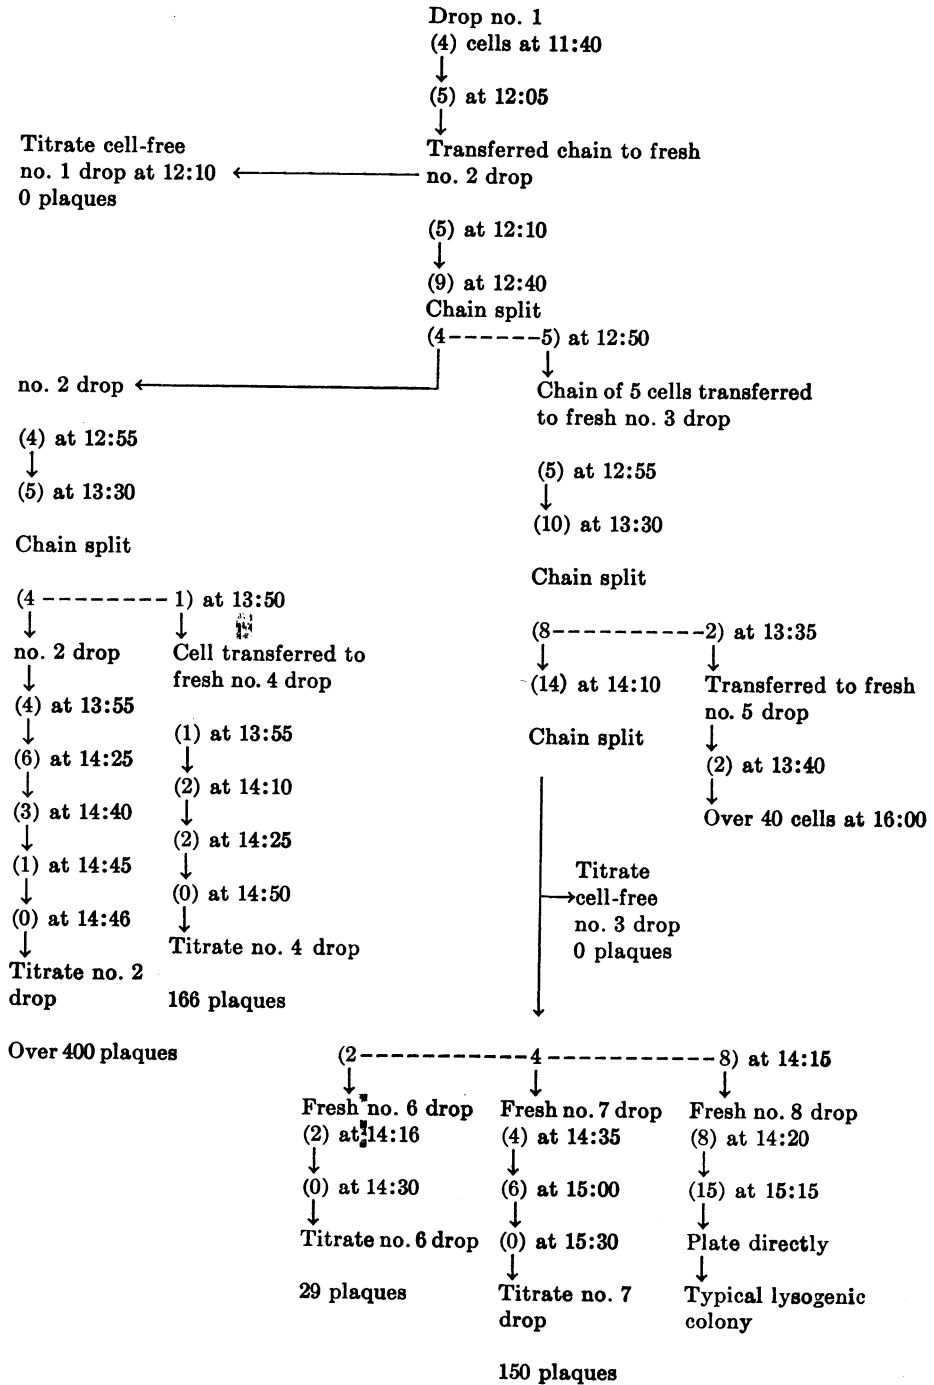 Drop no. 1
(4) cells at 11:40
(5) at 12:05
Transferred chain to fresh
no. 2 drop
Titrate cell-free
no. 1 drop at 12:10
0 plaques
(5) at 12:10
(9) at 12:40
Chain split
(4------5) at 12:50
no. 2 drop
(4) at 12:55
(5) at 13:30
Chain split
(4 -------- 1) at 13:50
no. 2 drop
(4) at 13:55
(6) at 14:25
(3) at 14:40
(1) at 14:45
(0) at 14:46
Titrate no. 2
drop
Over 400 plaques
Cell transferred to
fresh no. 4 drop
(1) at 13:55
(2) at 14:10
(2) at 14:25
(0) at 14:50
Titrate no. 4 drop
166 plaques
Chain of 5 cells transferred
to fresh no. 3 drop
(5) at 12:55
(10) at 13:30
Chain split
(8----------2) at 13:35
(14) at 14:10
Chain split
Transferred to fresh
no. 5 drop
(2) at 13:40
Over 40 cells at 16:00
Titrate
cell-free
no. 3 drop
0 plaques
(2------------4------------8) at 14:15
Fresh no. 6 drop
(2) at 14:16
(0) at 14:30
Titrate no. 6 drop
29 plaques
Fresh no. 7 drop
(4) at 14:35
(6) at 15:00
(0) at 15:30
Titrate no. 7
drop
150 plaques
Fresh no. 8 drop
(8) at 14:20
(15) at 15:15
Plate directly
Typical lysogenic
colony